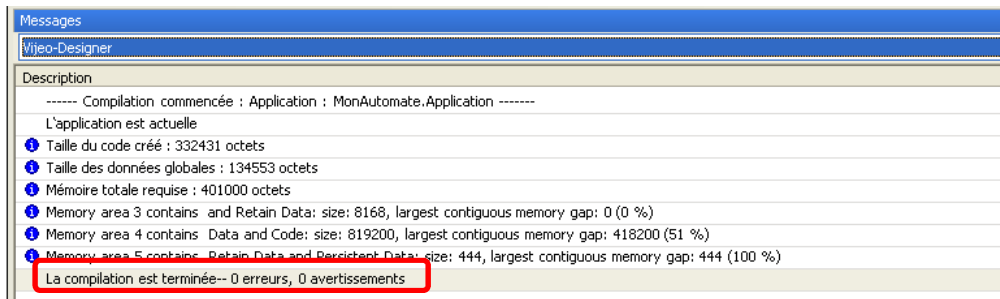 Messages
Vijeo-Designer
Description
------ Compilation commencée : Application : MonAutomate.Application -------
L'application est actuelle
Taille du code créé : 332431 octets
Taille des données globales : 134553 octets
Mémoire totale requise : 401000 octets
Memory area 3 contains  and Retain Data: size: 8168, largest contiguous memory gap: 0 (0 %)
Memory area 4 contains  Data and Code: size: 819200, largest contiguous memory gap: 418200 (51 %)
Memory area 5 contains  Retain Data and Persistent Data: size: 444, largest contiguous memory gap: 444 (100 %)
La compilation est terminée-- 0 erreurs, 0 avertissements